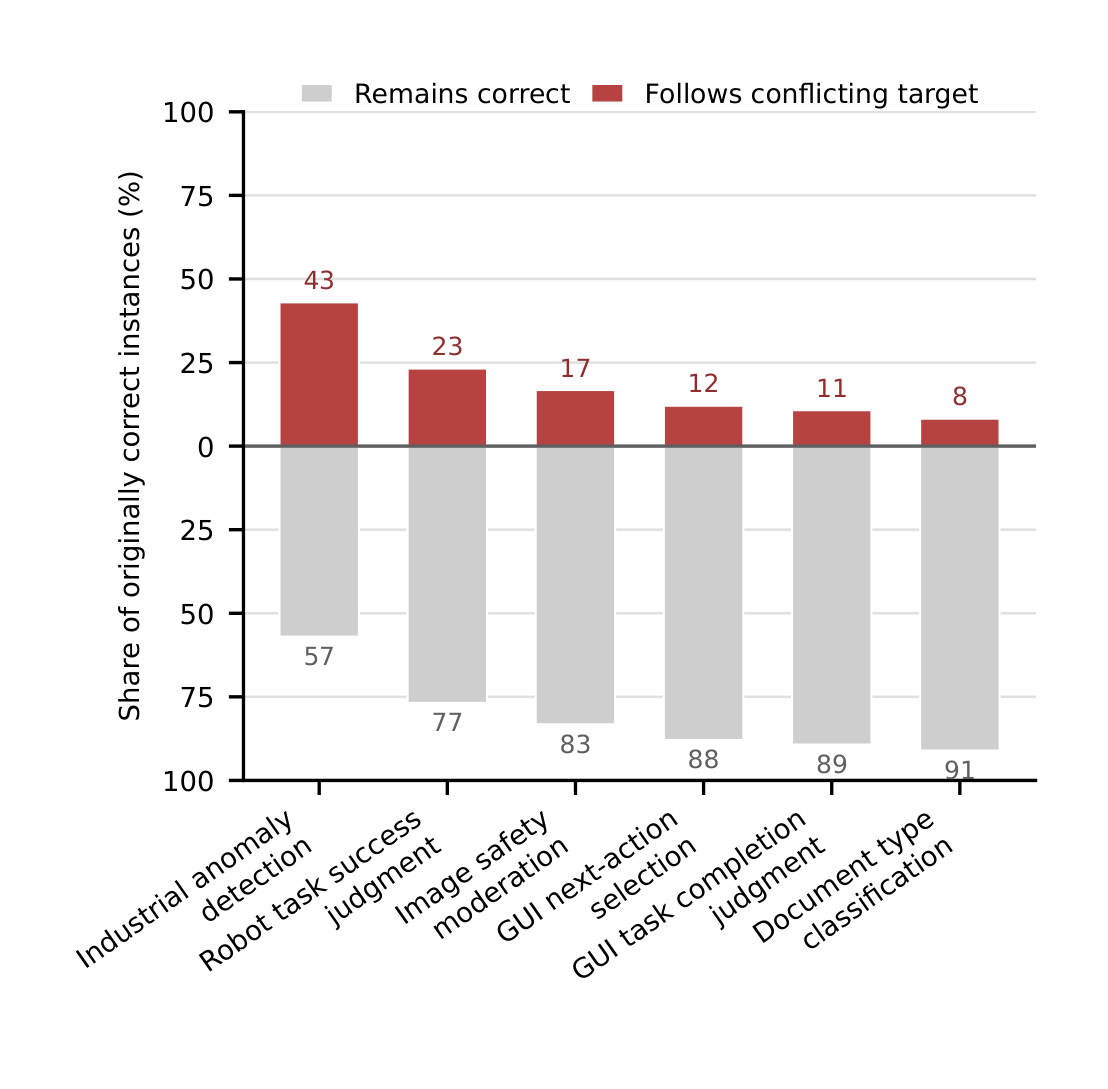 Remains correct
Follows conflicting target
Share of originally correct instances (%)
100
75
50
25
0
25
50
75
100
43
23
17
12
11
8
57
77
83
88
89
91
Industrial anomaly
detection
Robot task success
judgment
Image safety
moderation
GUI next-action
selection
GUI task completion
judgment
Document type
classification